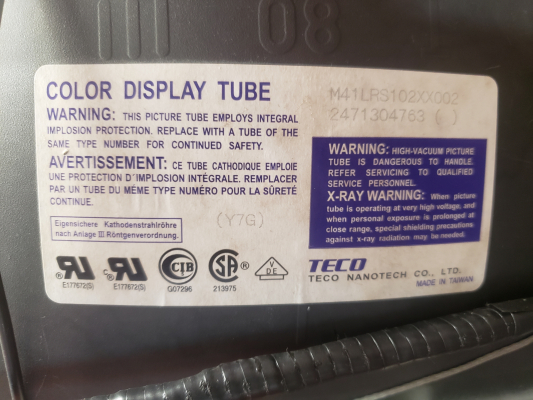 08
COLOR DISPLAY TUBE
M41LRS102XX002
2471304763 ( )
WARNING: THIS PICTURE TUBE EMPLOYS INTEGRAL
IMPLOSION PROTECTION. REPLACE WITH A TUBE OF THE
SAME TYPE NUMBER FOR CONTINUED SAFETY.
AVERTISSEMENT: CE TUBE CATHODIQUE EMPLOIE
UNE PROTECTION D'IMPLOSION INTÉGRALE. REMPLACER
PAR UN TUBE DU MÊME TYPE NUMÉRO POUR LA SÛRETÉ
CONTINUE.
WARNING: HIGH-VACUUM PICTURE
TUBE IS DANGEROUS TO HANDLE.
REFER SERVICING TO QUALIFIED
SERVICE PERSONNEL.
X-RAY WARNING: When picture
tube is operating at very high voltage, and
when personal exposure is prolonged at
close range, special shielding precautions
against x-ray radiation may be needed.
Eigensichere Kathodenstrahlröhre
nach Anlage III Röntgenverordnung.
(Y7G)
E177672(S)
c
E177672(S)
CIB
G07296
SA
213975
VDE
TECO
TECO NANOTECH CO., LTD.
MADE IN TAIWAN